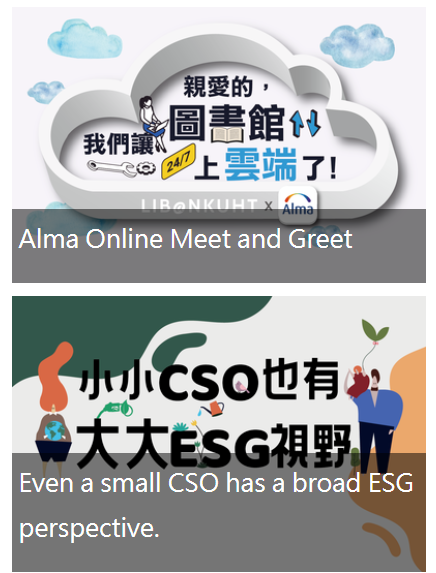 親愛的，
我們讓圖書館
24/7
上雲端了!
LIB@NKUHT x Alma
Alma Online Meet and Greet
小小CSO也有
大大ESG視野
Even a small CSO has a broad ESG
perspective.